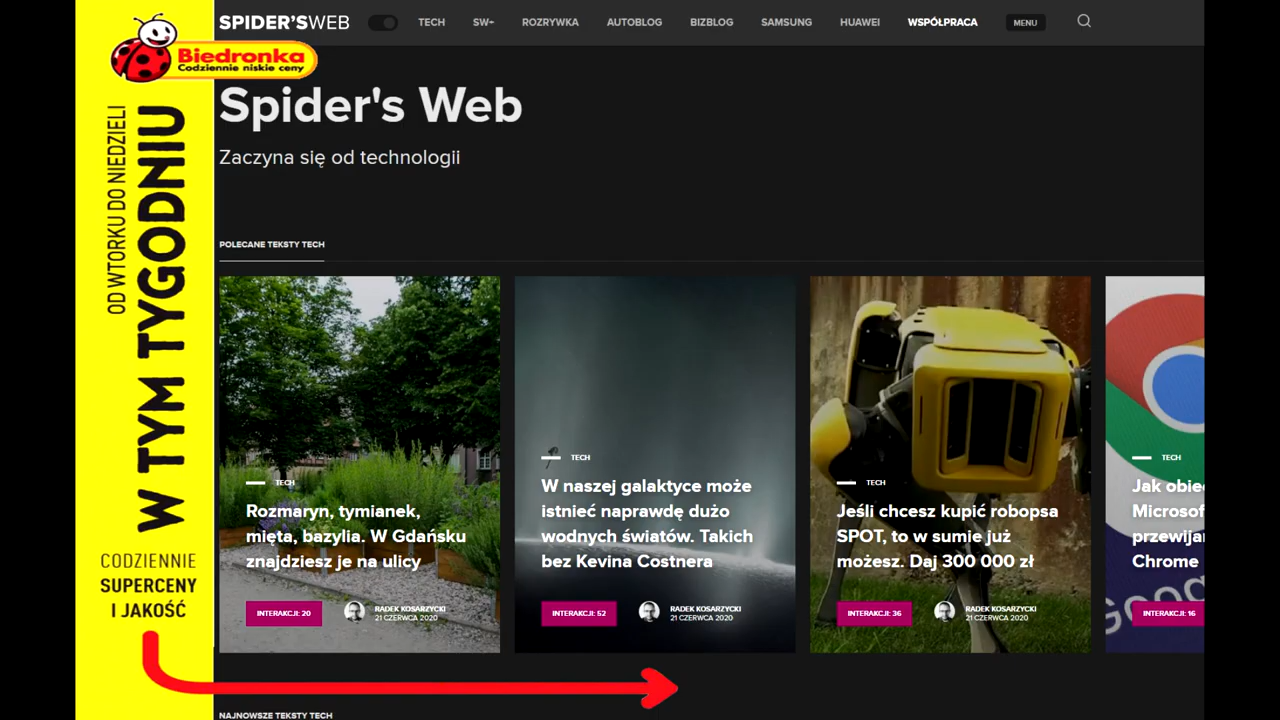 Biedronka
Codziennie niskie ceny
OD WTORKU DO NIEDZIELI
W TYM TYGODNIU
CODZIENNIE
SUPERCENY
I JAKOŚĆ
SPIDER'SWEB
TECH
SW+
ROZRYWKA
AUTOBLOG
BIZBLOG
SAMSUNG
HUAWEI
WSPÓŁPRACA
MENU
Spider's Web
Zaczyna się od technologii
POLECANE TEKSTY TECH
TECH
Rozmaryn, tymianek,
mięta, bazylia. W Gdańsku
znajdziesz je na ulicy
INTERAKCJI: 20
RADEK KOSARZYCKI
21 CZERWCA 2020
TECH
W naszej galaktyce może
istnieć naprawdę dużo
wodnych światów. Takich
bez Kevina Costnera
INTERAKCJI: 52
RADEK KOSARZYCKI
21 CZERWCA 2020
TECH
Jeśli chcesz kupić robopsa
SPOT, to w sumie już
możesz. Daj 300 000 zł
INTERAKCJI: 36
RADEK KOSARZYCKI
21 CZERWCA 2020
TECH
Jak obie
Microsof
przewija
Chrome
INTERAKCJI: 16
NAJNOWSZE TEKSTY TECH